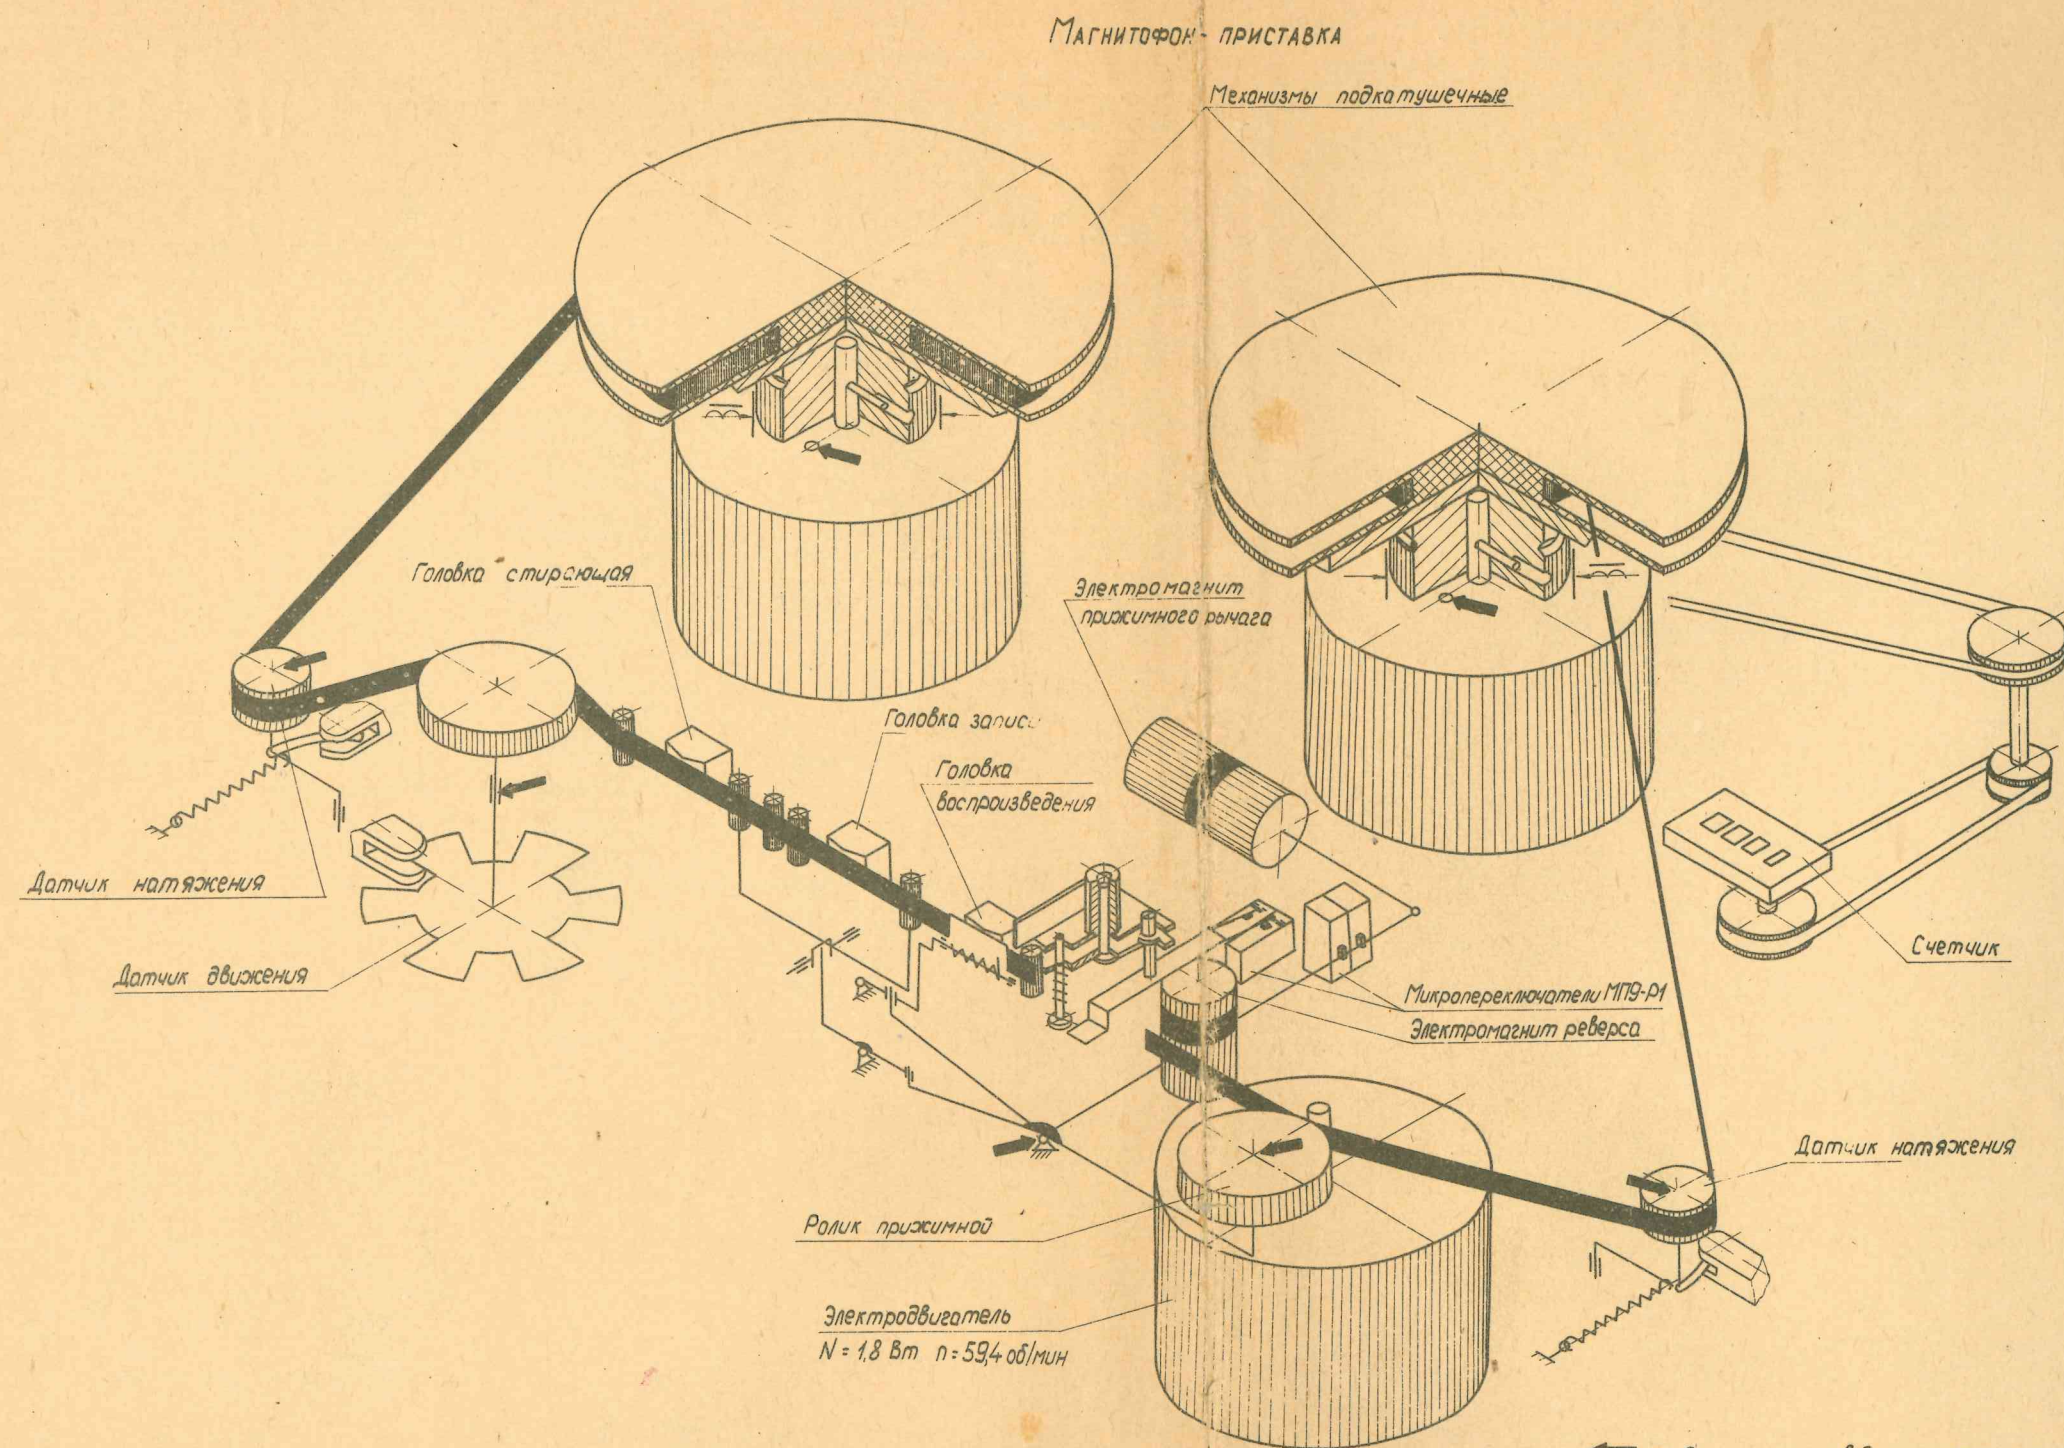 Магнитофон - приставка
Механизмы подкатушечные
Головка стирающая
Электромагнит
прижимного рычага
Головка
Головка
воспроизведения
Датчик натяжения
Датчик движения
Счетчик
Микропереключатели МП9-Р1
Электромагнит реверса
Датчик натяжения
Ролик прижимной
Электродвигатель
N = 1,8 Вт n = 59,4 об/мин